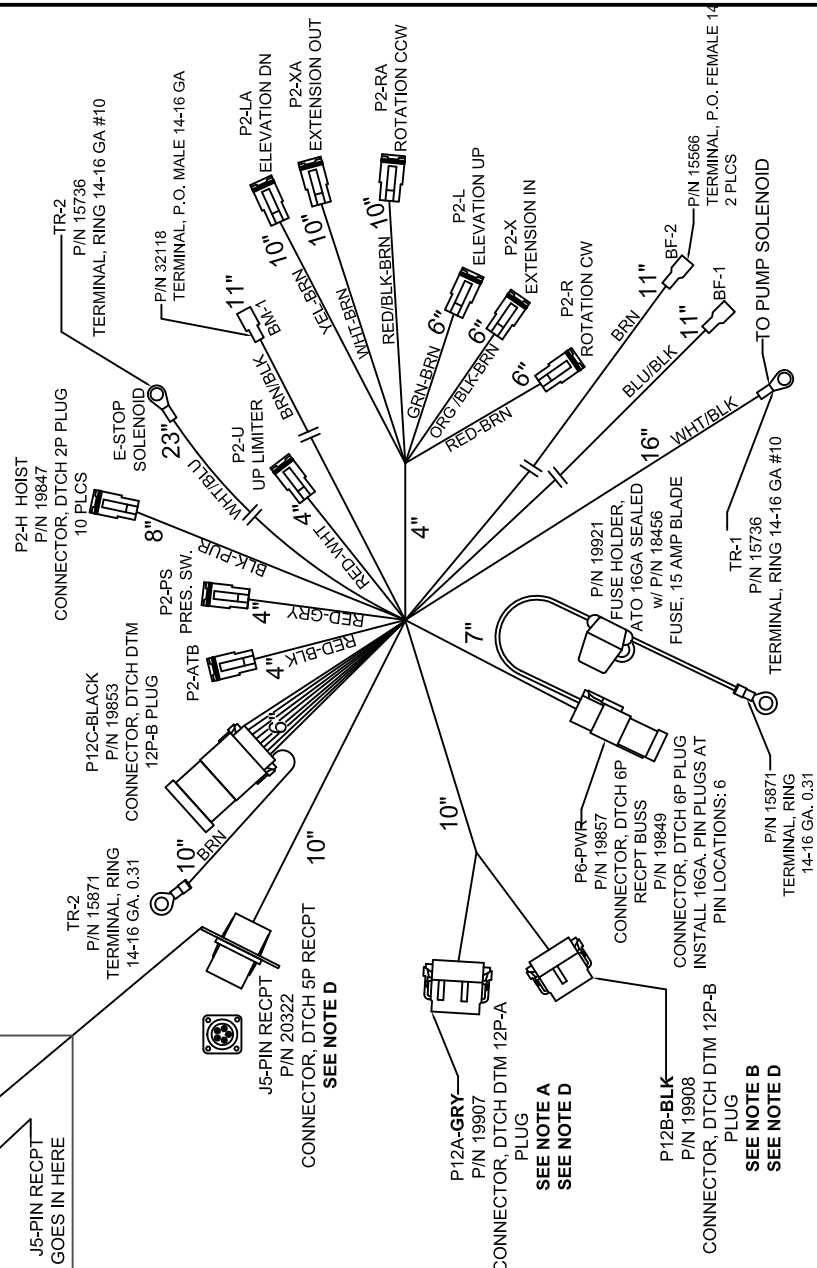 J5-PIN RECPT
GOES IN HERE
TR-2
P/N 15871
TERMINAL, RING
14-16 GA. 0.31
10"
BRN
P12C-BLACK
P/N 19853
CONNECTOR, DTCH DTM
12P-B PLUG
6"
P2-ATB
4"
RED-BLK
P2-PS
PRES. SW.
4"
RED-GRY
P2-H HOIST
P/N 19847
CONNECTOR, DTCH 2P PLUG
10 PLCS
8"
BLK-PUR
E-STOP
SOLENOID
23"
WHT/BLU
TR-2
P/N 15736
TERMINAL, RING 14-16 GA #10
P2-U
UP LIMITER
4"
RED-WHT
P/N 32118
TERMINAL, P.O. MALE 14-16 GA
11"
BM-1
BRN/BLK
P2-LA
ELEVATION DN
10"
YEL-BRN
P2-XA
EXTENSION OUT
10"
WHT-BRN
P2-RA
ROTATION CCW
10"
RED/BLK-BRN
4"
P2-L
ELEVATION UP
6"
GRN-BRN
P2-X
EXTENSION IN
6"
ORG /BLK-BRN
P2-R
ROTATION CW
6"
RED-BRN
P/N 15566
TERMINAL, P.O. FEMALE 14
2 PLCS
BF-2
11"
BRN
BF-1
11"
BLU/BLK
TO PUMP SOLENOID
16"
WHT/BLK
TR-1
P/N 15736
TERMINAL, RING 14-16 GA #10
P/N 19921
FUSE HOLDER,
ATO 16GA SEALED
w/ P/N 18456
FUSE, 15 AMP BLADE
7"
P/N 15871
TERMINAL, RING
14-16 GA. 0.31
P6-PWR
P/N 19857
CONNECTOR, DTCH 6P
RECPT BUSS
P/N 19849
CONNECTOR, DTCH 6P PLUG
INSTALL 16GA. PIN PLUGS AT
PIN LOCATIONS: 6
10"
J5-PIN RECPT
P/N 20322
CONNECTOR, DTCH 5P RECPT
SEE NOTE D
10"
P12A-GRY
P/N 19907
CONNECTOR, DTCH DTM 12P-A
PLUG
SEE NOTE A
SEE NOTE D
P12B-BLK
P/N 19908
CONNECTOR, DTCH DTM 12P-B
PLUG
SEE NOTE B
SEE NOTE D